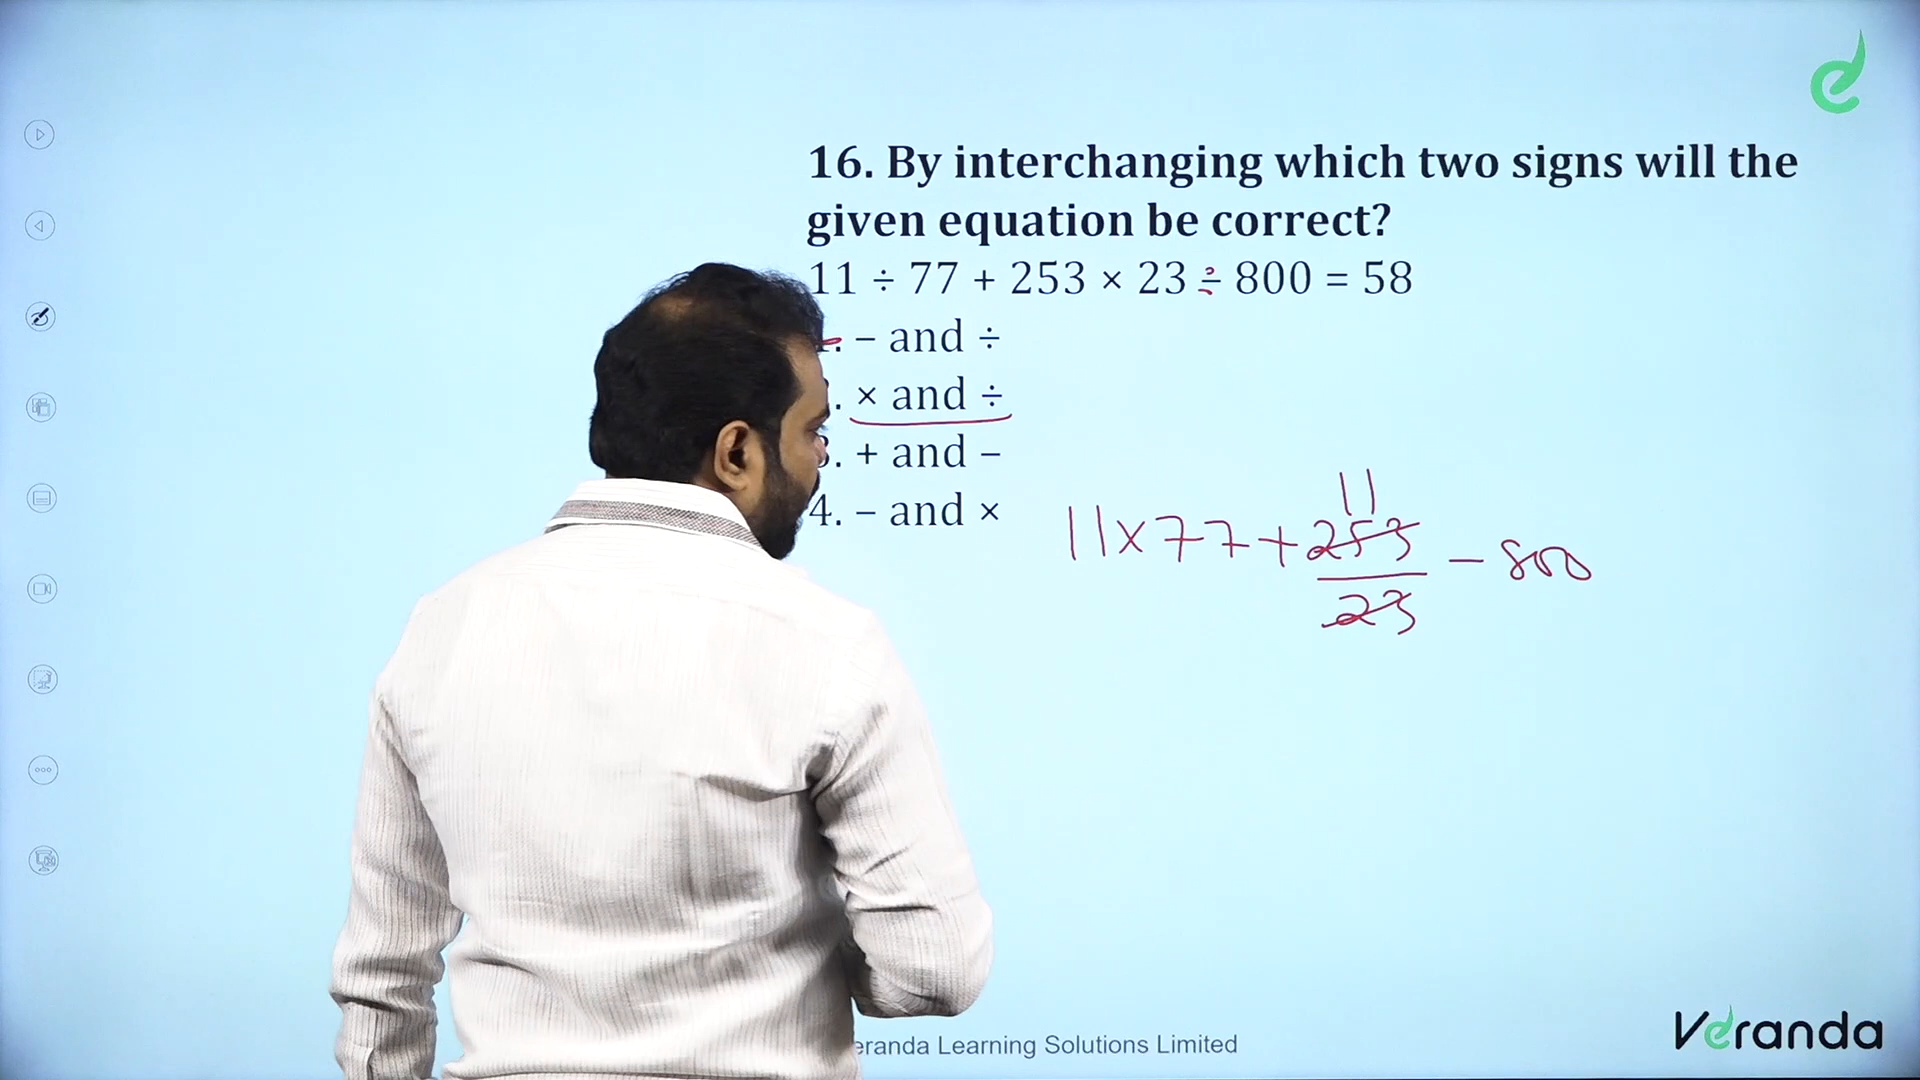 16. By interchanging which two signs will the
given equation be correct?
11 ÷ 77 + 253 × 23 ÷ 800 = 58
– and ÷
× and ÷
+ and –
4. – and ×
11
11×77+253 – 800
23
Learning Solutions Limited
Veranda